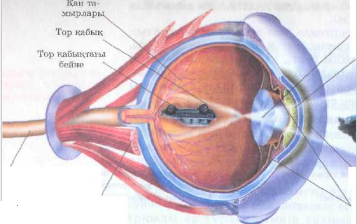 Қан та-
мырлары
Тор қабық
Тор қабықтағы
бейне